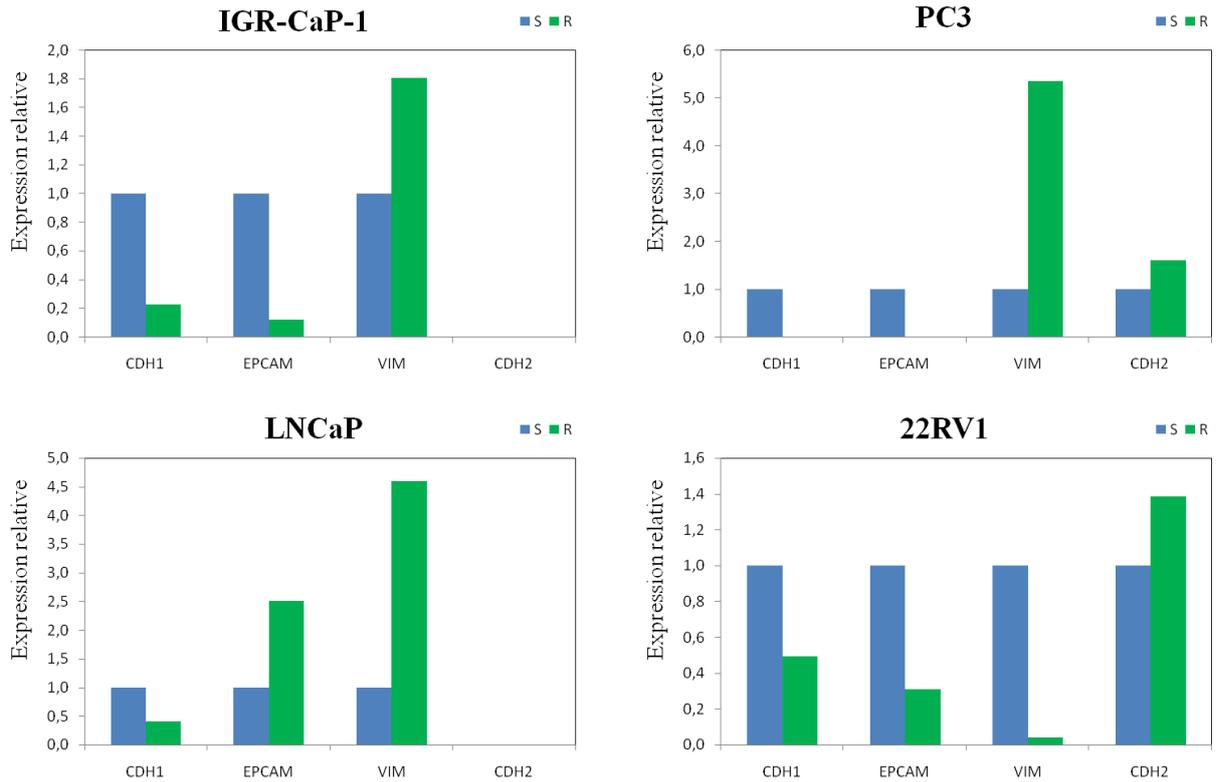 IGR-CaP-1
S R
Expression relative
2,0
1,8
1,6
1,4
1,2
1,0
0,8
0,6
0,4
0,2
0,0
CDH1 EPCAM VIM CDH2
PC3
S R
Expression relative
6,0
5,0
4,0
3,0
2,0
1,0
0,0
CDH1 EPCAM VIM CDH2
LNCaP
S R
Expression relative
5,0
4,5
4,0
3,5
3,0
2,5
2,0
1,5
1,0
0,5
0,0
CDH1 EPCAM VIM CDH2
22RV1
S R
Expression relative
1,6
1,4
1,2
1,0
0,8
0,6
0,4
0,2
0,0
CDH1 EPCAM VIM CDH2